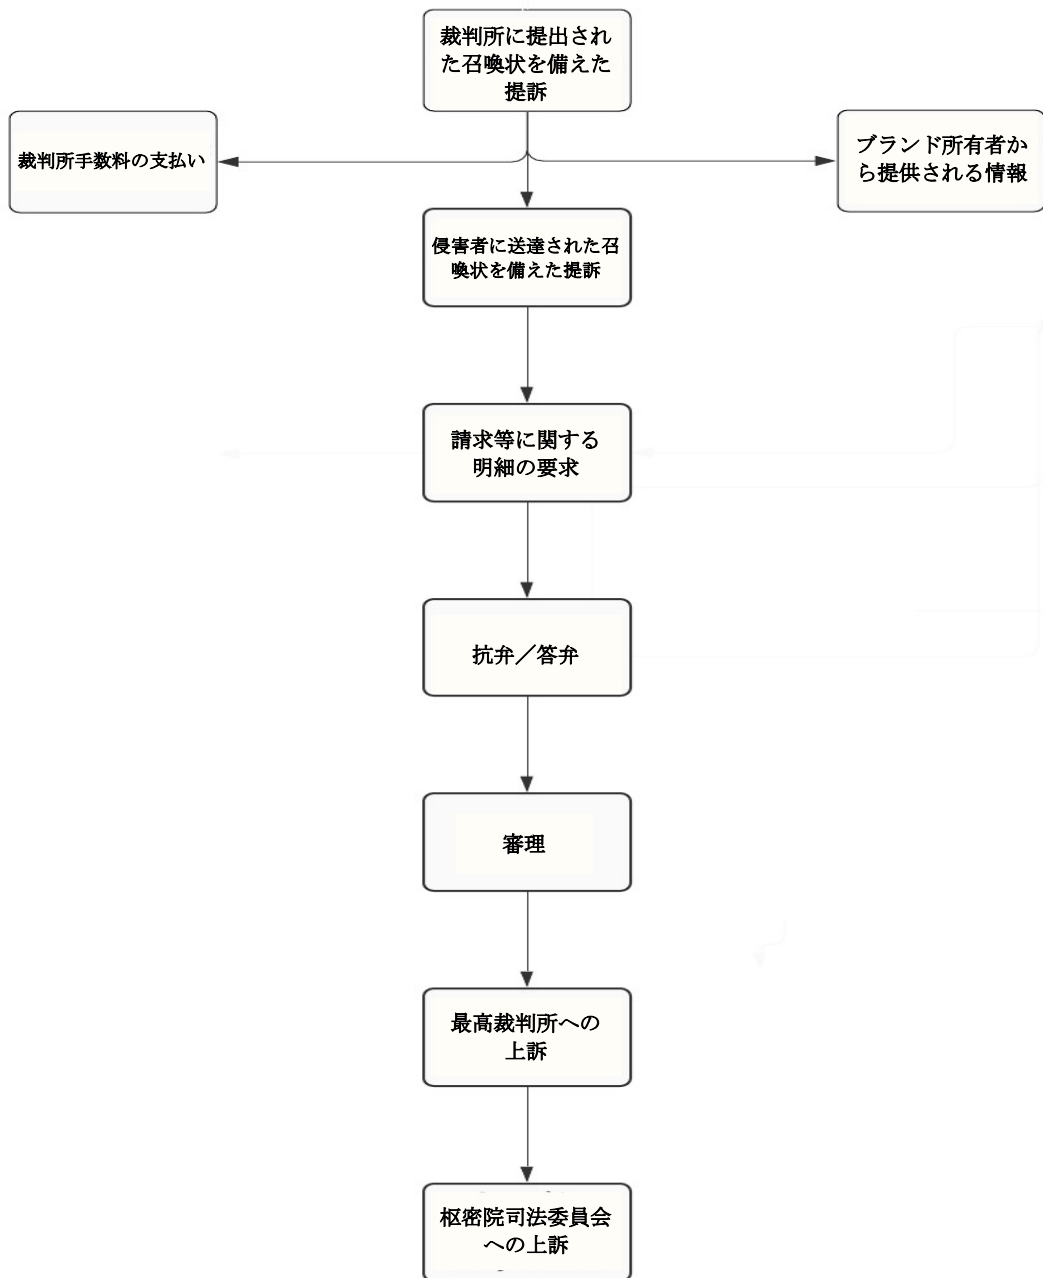 裁判所に提出され
た召喚状を備えた
提訴
裁判所手数料の支払い
ブランド所有者か
ら提供される情報
侵害者に送達された召
喚状を備えた提訴
請求等に関する
明細の要求
抗弁／答弁
審理
最高裁判所への
上訴
枢密院司法委員会
への上訴